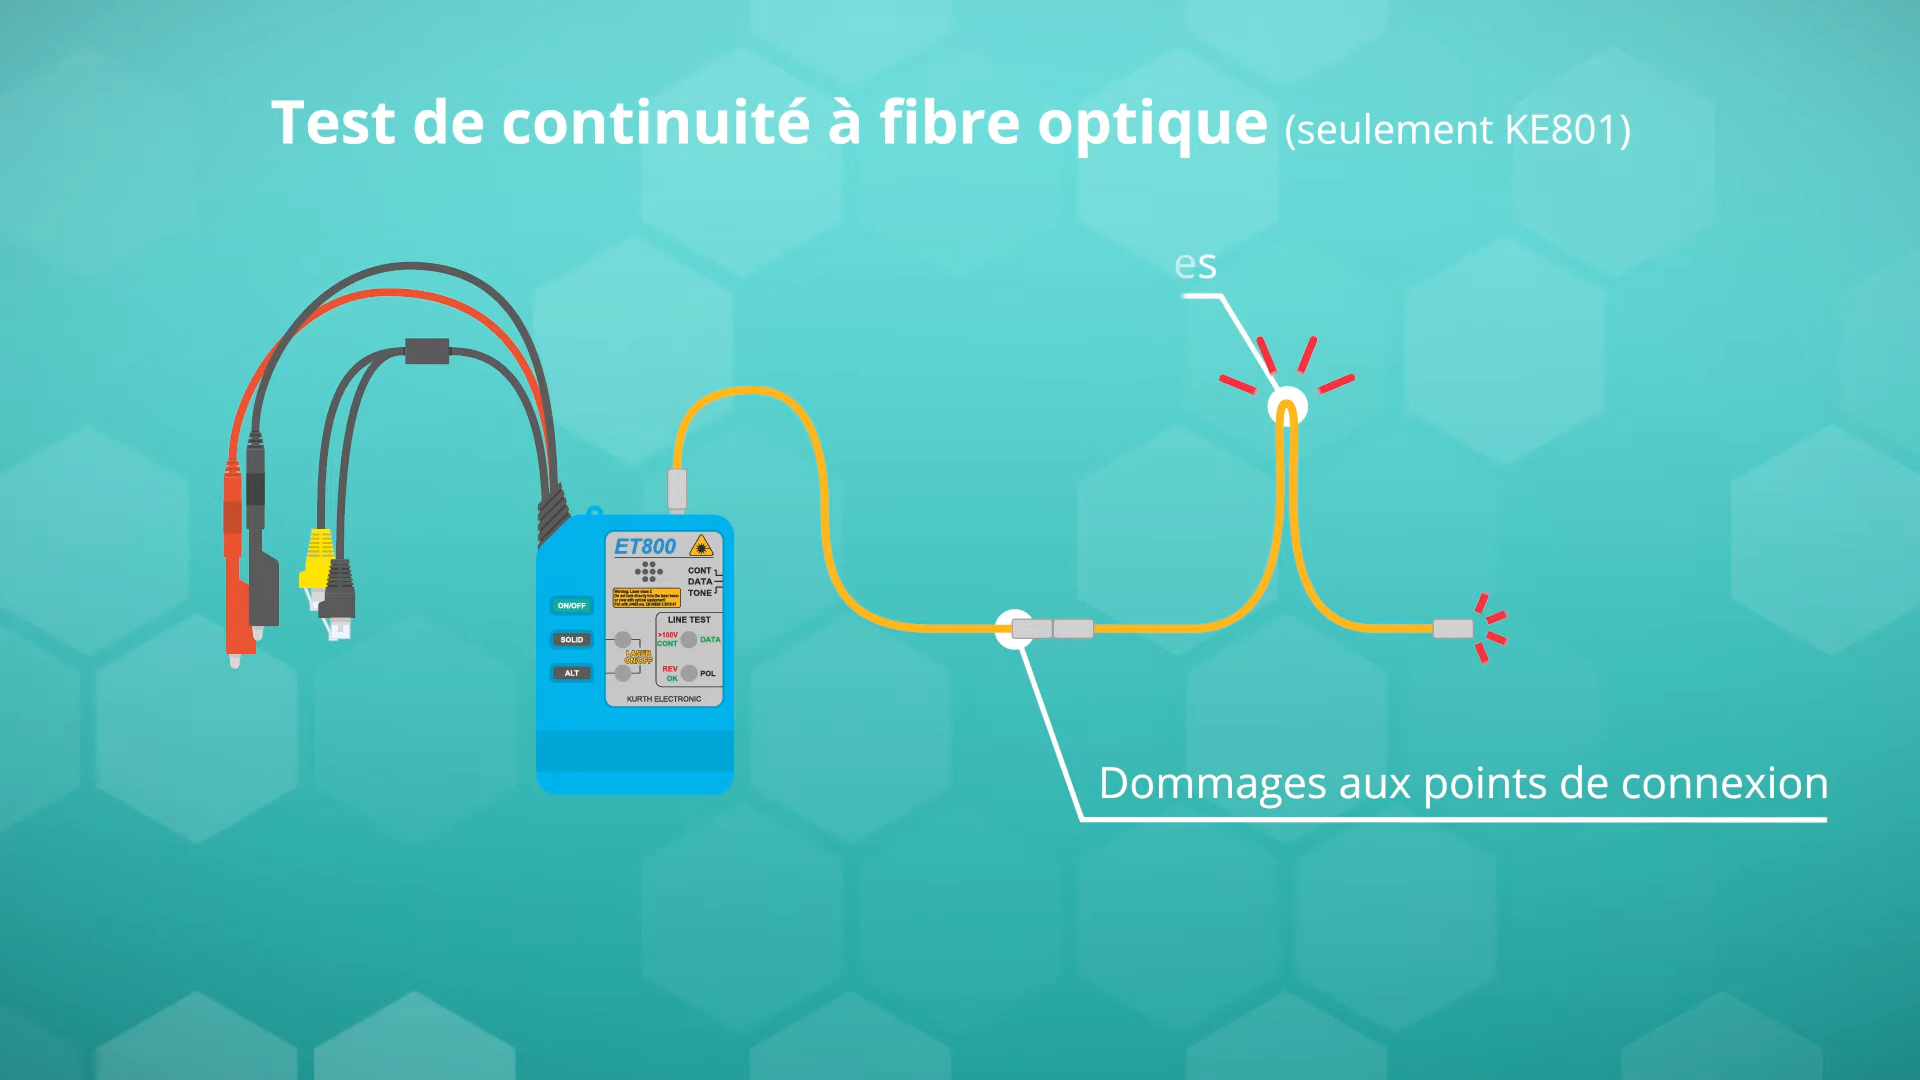 Test de continuité à fibre optique (seulement KE801)
es
ET800
CONT
DATA
TONE
ON/OFF
LINE TEST
SOLID
>100V
CONT
DATA
LASER
ON/OFF
ALT
REV
OK
POL
KURTH ELECTRONIC
Dommages aux points de connexion